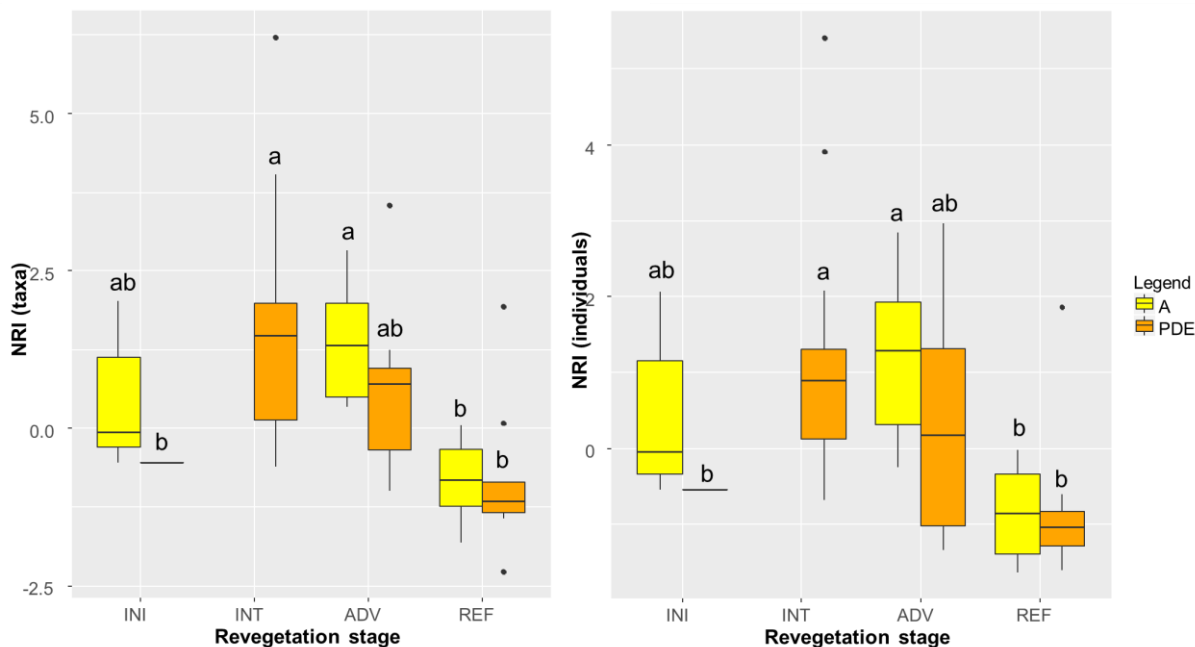 NRI (taxa)
5.0
2.5
0.0
-2.5
ab
b
a
a
ab
b
b
INI
INT
ADV
REF
Revegetation stage
NRI (individuals)
4
2
0
ab
b
a
a
ab
b
b
INI
INT
ADV
REF
Revegetation stage
Legend
A
PDE